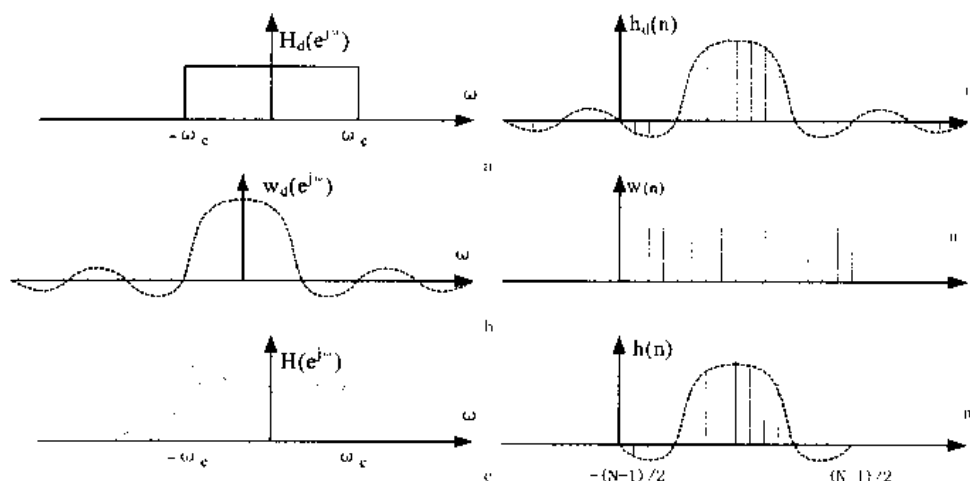 H_d(e^{jω})
ω
-ω_c
ω_c
h_d(n)
a
w_d(e^{jω})
ω
W(n)
n
b
H(e^{jω})
ω
-ω_c
ω_c
h(n)
n
c
-(N-1)/2
(N-1)/2